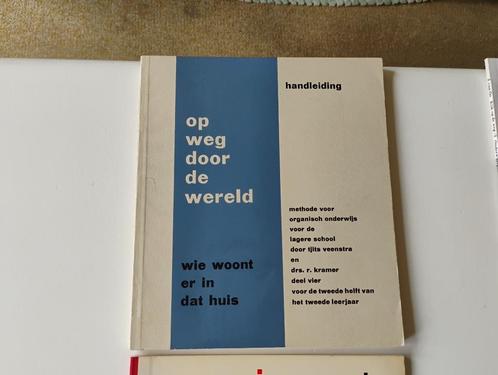 handleiding
op
weg
door
de
wereld
wie woont
er in
dat huis
methode voor
organisch onderwijs
voor de
lagere school
door tjits veenstra
en
drs. r. kramer
deel vier
voor de tweede helft van
het tweede leerjaar